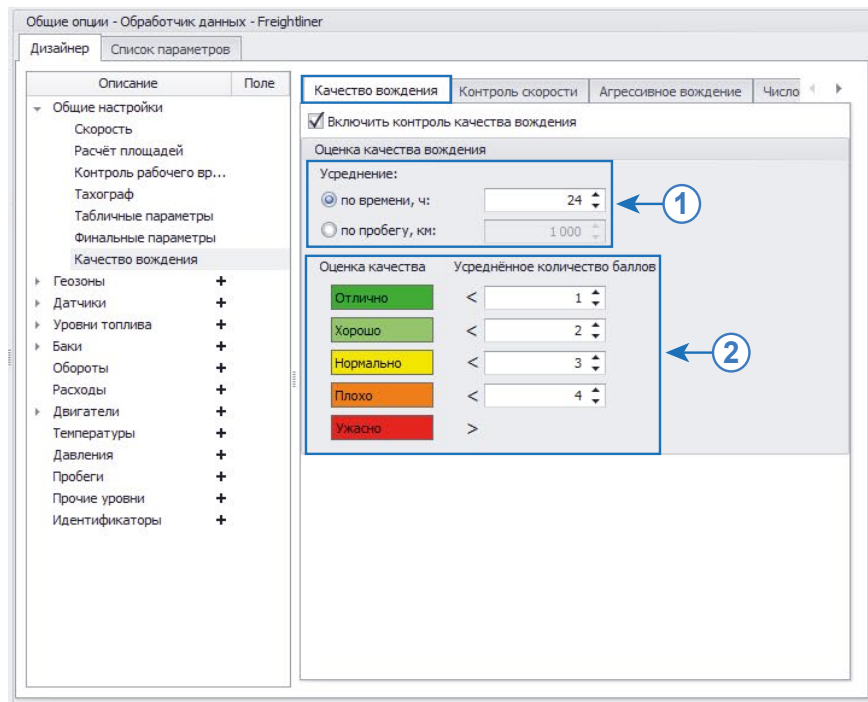 Общие опции - Обработчик данных - Freightliner
Дизайнер Список параметров
Описание Поле
Общие настройки
Скорость
Расчёт площадей
Контроль рабочего вр...
Тахограф
Табличные параметры
Финальные параметры
Качество вождения
Геозоны +
Датчики +
Уровни топлива +
Баки +
Обороты +
Расходы +
Двигатели +
Температуры +
Давления +
Пробеги +
Прочие уровни +
Идентификаторы +
Качество вождения Контроль скорости Агрессивное вождение Число
Включить контроль качества вождения
Оценка качества вождения
Усреднение:
по времени, ч: 24
по пробегу, км: 1 000
1
Оценка качества Усреднённое количество баллов
Отлично < 1
Хорошо < 2
Нормально < 3
Плохо < 4
Ужасно >
2